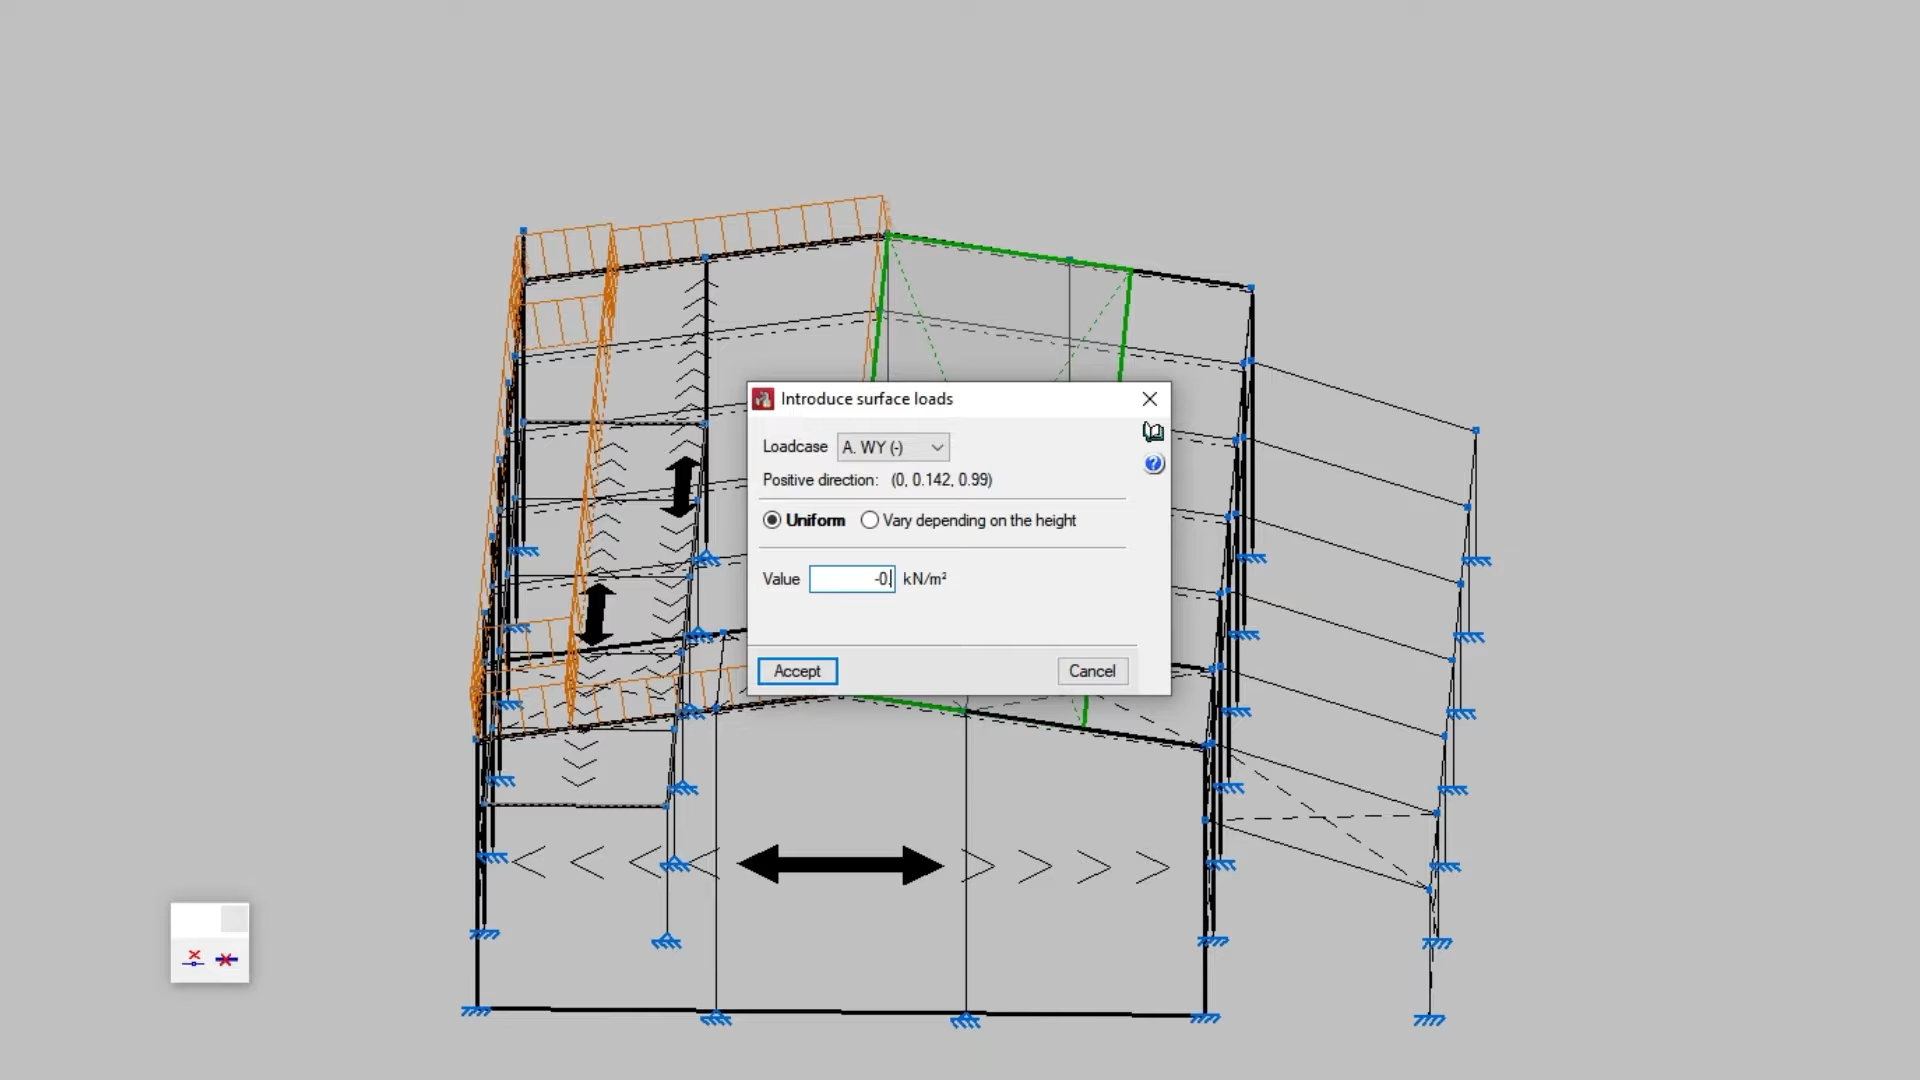 Introduce surface loads
Loadcase A. WY (-)
Positive direction: (0, 0.142, 0.99)
Uniform Vary depending on the height
Value -0. kN/m²
Accept Cancel